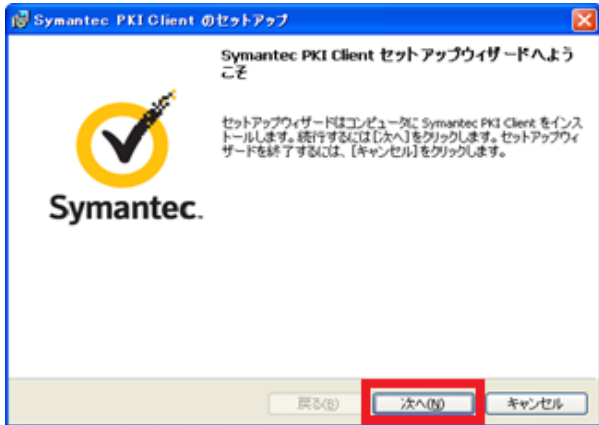 Symantec PKI Client のセットアップ
Symantec PKI Client セットアップウィザードへよう
こそ
セットアップウィザードはコンピュータに Symantec PKI Client をインス
トールします。続行するには[次へ]をクリックします。セットアップウィ
ザードを終了するには、[キャンセル]をクリックします。
Symantec.
戻る(B)
次へ(N)
キャンセル